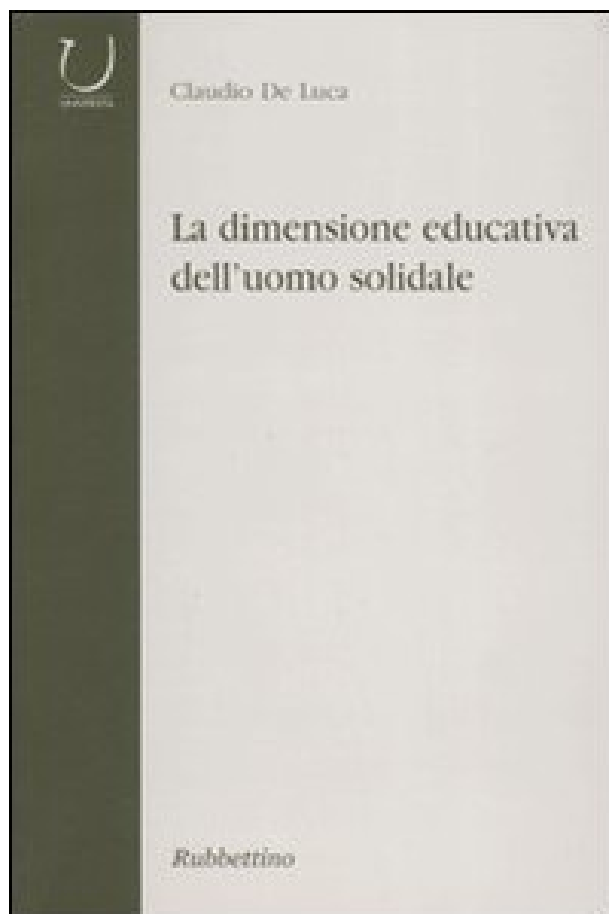 Claudio De Luca
La dimensione educativa
dell'uomo solidale
Rubbettino